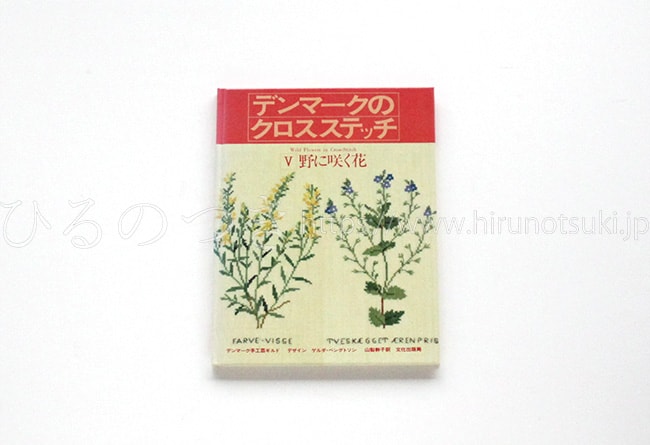 デンマークの
クロスステッチ
Wild Flowers in Cross-Stitch
V 野に咲く花
ひるのつき http://www.hirunotsuki.jp
FARVE-VISSE
TVESKÆGGET ÆRENPRIS
デンマーク手工芸ギルド デザイン ゲルダ・ベングトソン 山梨幹子訳 文化出版局